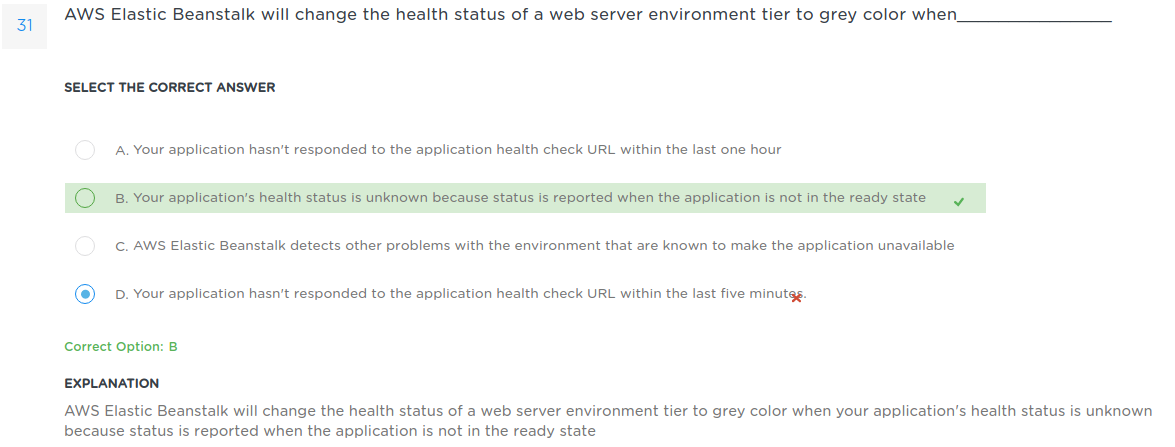 31
AWS Elastic Beanstalk will change the health status of a web server environment tier to grey color when________________
SELECT THE CORRECT ANSWER
A. Your application hasn't responded to the application health check URL within the last one hour
B. Your application's health status is unknown because status is reported when the application is not in the ready state
C. AWS Elastic Beanstalk detects other problems with the environment that are known to make the application unavailable
D. Your application hasn't responded to the application health check URL within the last five minutes.
Correct Option: B
EXPLANATION
AWS Elastic Beanstalk will change the health status of a web server environment tier to grey color when your application's health status is unknown
because status is reported when the application is not in the ready state